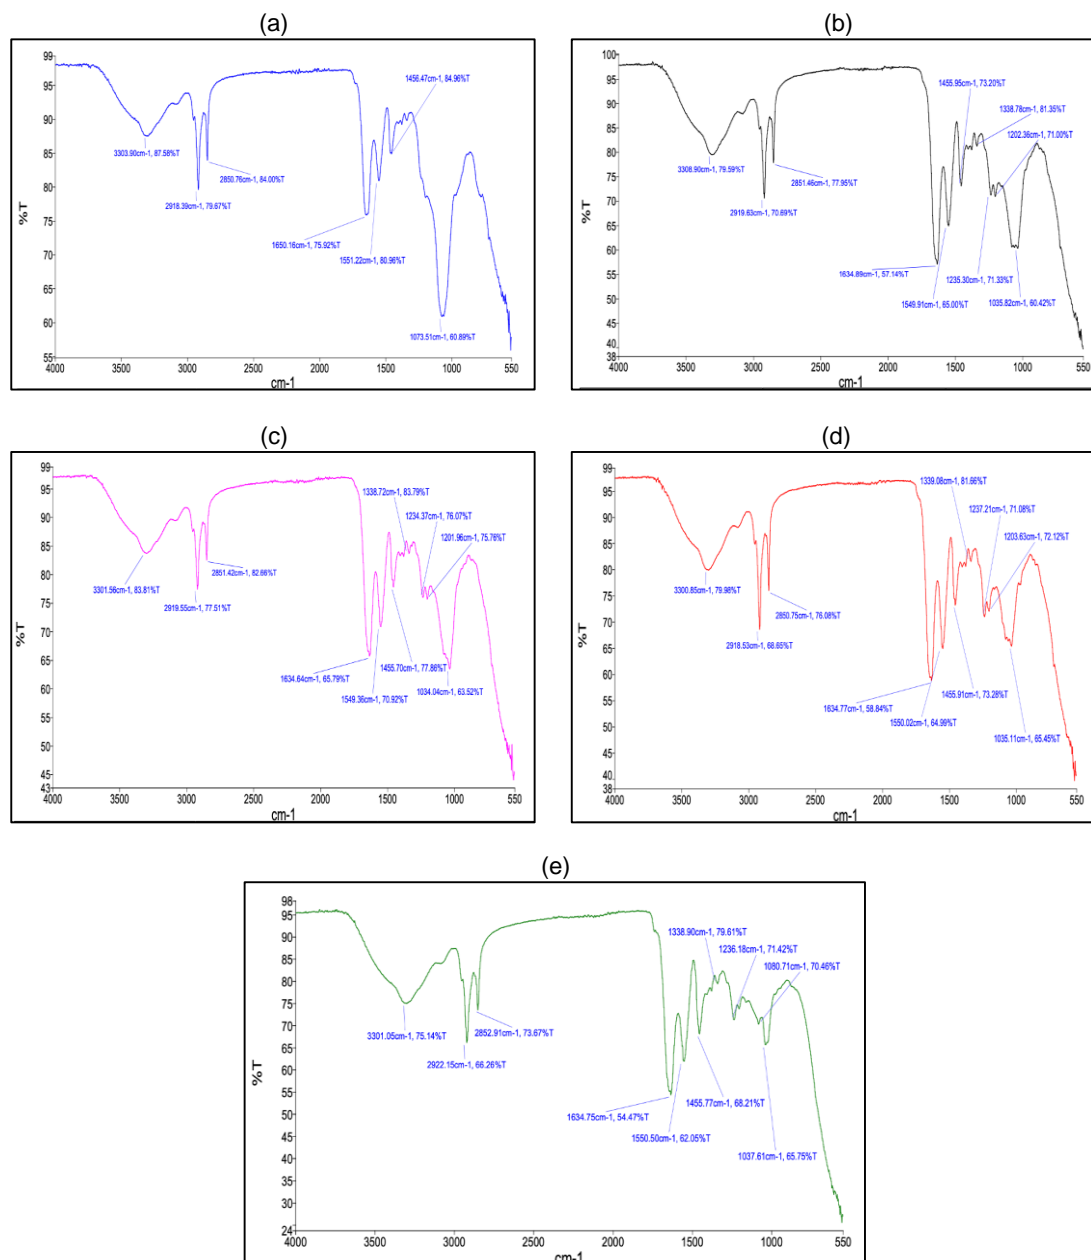 (a)
99
95
90
85
80
75
70
65
60
55
%T
4000
3500
3000
2500
2000
1500
1000
550
cm-1
3303.90cm-1, 87.58%T
2918.39cm-1, 79.67%T
2850.76cm-1, 84.00%T
1650.16cm-1, 75.92%T
1551.22cm-1, 80.96%T
1456.47cm-1, 84.96%T
1073.51cm-1, 60.89%T
(b)
100
95
90
85
80
75
70
65
60
55
50
45
40
38
%T
4000
3500
3000
2500
2000
1500
1000
550
cm-1
3308.90cm-1, 79.59%T
2919.63cm-1, 70.69%T
2851.46cm-1, 77.95%T
1634.89cm-1, 57.14%T
1549.91cm-1, 65.00%T
1455.95cm-1, 73.20%T
1338.78cm-1, 81.35%T
1202.36cm-1, 71.00%T
1235.30cm-1, 71.33%T
1035.82cm-1, 60.42%T
(c)
99
95
90
85
80
75
70
65
60
55
50
45
43
%T
4000
3500
3000
2500
2000
1500
1000
550
cm-1
3301.56cm-1, 83.81%T
2919.55cm-1, 77.51%T
2851.42cm-1, 82.66%T
1634.64cm-1, 65.79%T
1549.36cm-1, 70.92%T
1455.70cm-1, 77.86%T
1338.72cm-1, 83.79%T
1234.37cm-1, 76.07%T
1201.96cm-1, 75.76%T
1034.04cm-1, 63.52%T
(d)
99
95
90
85
80
75
70
65
60
55
50
45
40
38
%T
4000
3500
3000
2500
2000
1500
1000
550
cm-1
3300.85cm-1, 79.98%T
2918.53cm-1, 68.65%T
2850.75cm-1, 76.08%T
1634.77cm-1, 58.84%T
1550.02cm-1, 64.99%T
1455.91cm-1, 73.28%T
1339.08cm-1, 81.66%T
1237.21cm-1, 71.08%T
1203.63cm-1, 72.12%T
1035.11cm-1, 65.45%T
(e)
98
95
90
85
80
75
70
65
60
55
50
45
40
35
30
24
%T
4000
3500
3000
2500
2000
1500
1000
550
cm-1
3301.05cm-1, 75.14%T
2922.15cm-1, 66.26%T
2852.91cm-1, 73.67%T
1634.75cm-1, 54.47%T
1550.50cm-1, 62.05%T
1455.77cm-1, 68.21%T
1338.90cm-1, 79.61%T
1236.18cm-1, 71.42%T
1080.71cm-1, 70.46%T
1037.61cm-1, 65.75%T